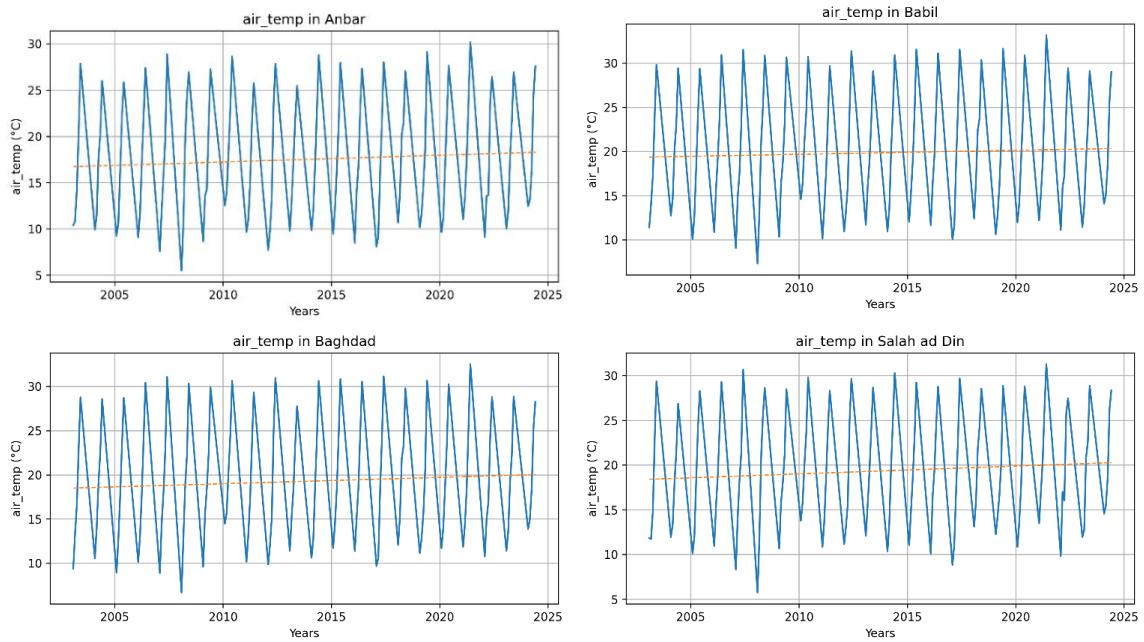 air_temp in Anbar
air_temp (°C)
30
25
20
15
10
5
2005 2010 2015 2020 2025
Years
air_temp in Babil
air_temp (°C)
30
25
20
15
10
2005 2010 2015 2020 2025
Years
air_temp in Baghdad
air_temp (°C)
30
25
20
15
10
2005 2010 2015 2020 2025
Years
air_temp in Salah ad Din
air_temp (°C)
30
25
20
15
10
5
2005 2010 2015 2020 2025
Years